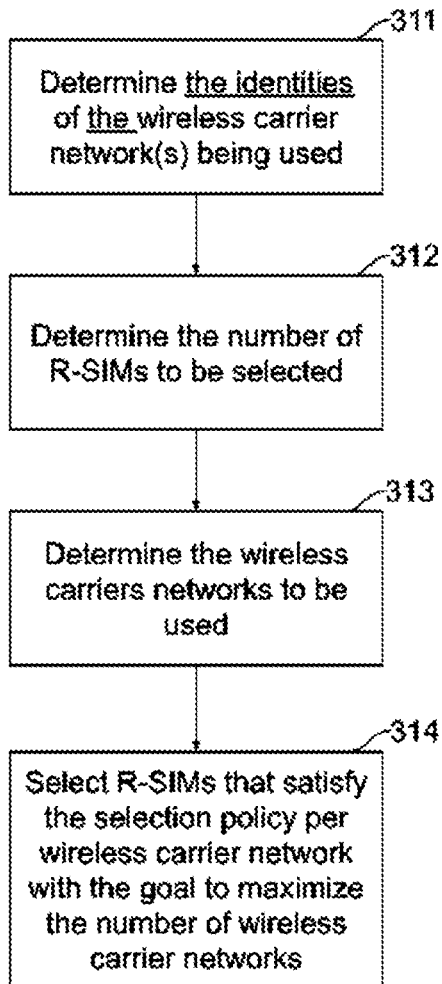 311
Determine the identities
of the wireless carrier
network(s) being used
312
Determine the number of
R-SIMs to be selected
313
Determine the wireless
carriers networks to be
used
314
Select R-SIMs that satisfy
the selection policy per
wireless carrier network
with the goal to maximize
the number of wireless
carrier networks